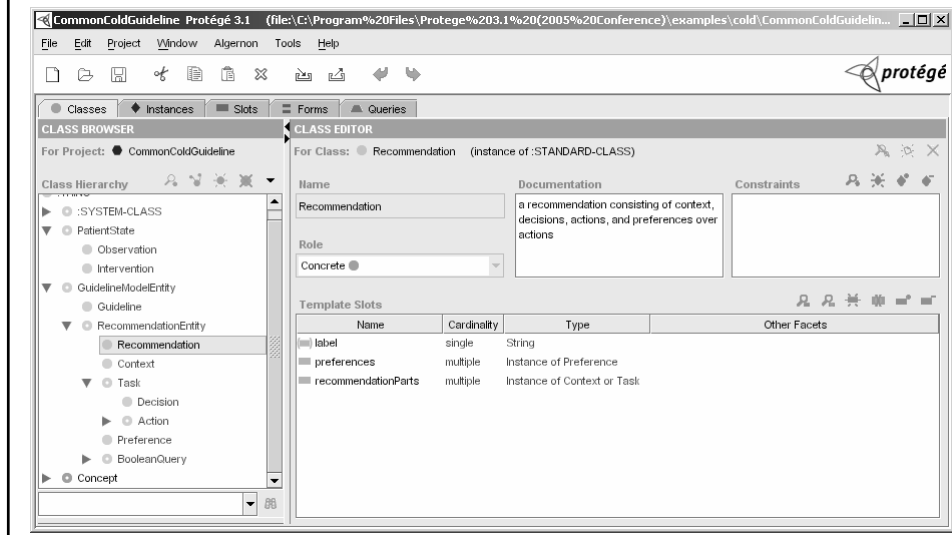 CommonColdGuideline Protégé 3.1 (file:\C:\Program%20Files\Protege%203.1%20(2005%20Conference)\examples\cold\CommonColdGuidelin...
File Edit Project Window Algernon Tools Help
protégé
Classes Instances Slots Forms Queries
CLASS BROWSER
For Project: CommonColdGuideline
Class Hierarchy
:SYSTEM-CLASS
PatientState
Observation
Intervention
GuidelineModelEntity
Guideline
RecommendationEntity
Recommendation
Context
Task
Decision
Action
Preference
BooleanQuery
Concept
CLASS EDITOR
For Class: Recommendation (instance of :STANDARD-CLASS)
Name
Recommendation
Role
Concrete
Documentation
a recommendation consisting of context,
decisions, actions, and preferences over
actions
Constraints
Template Slots
Name Cardinality Type Other Facets
label single String
preferences multiple Instance of Preference
recommendationParts multiple Instance of Context or Task